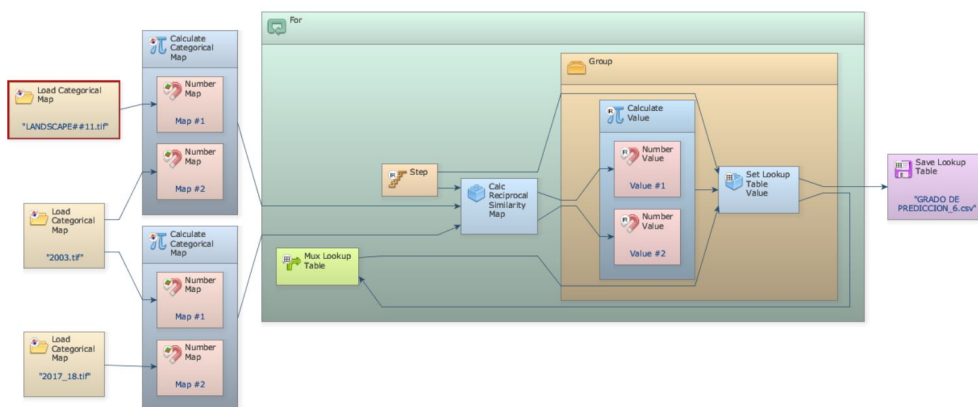 Load Categorical
Map
"LANDSCAPE##11.tif"
Load
Categorical
Map
"2003.tif"
Load
Categorical
Map
"2017_18.tif"
Calculate
Categorical
Map
Number
Map
Map #1
Number
Map
Map #2
Calculate
Categorical
Map
Number
Map
Map #1
Number
Map
Map #2
For
Step
Mux Lookup
Table
Calc
Reciprocal
Similarity
Map
Group
Calculate
Value
Number
Value
Value #1
Number
Value
Value #2
Set Lookup
Table
Value
Save Lookup
Table
"GRADO DE
PREDICCION_6.csv"